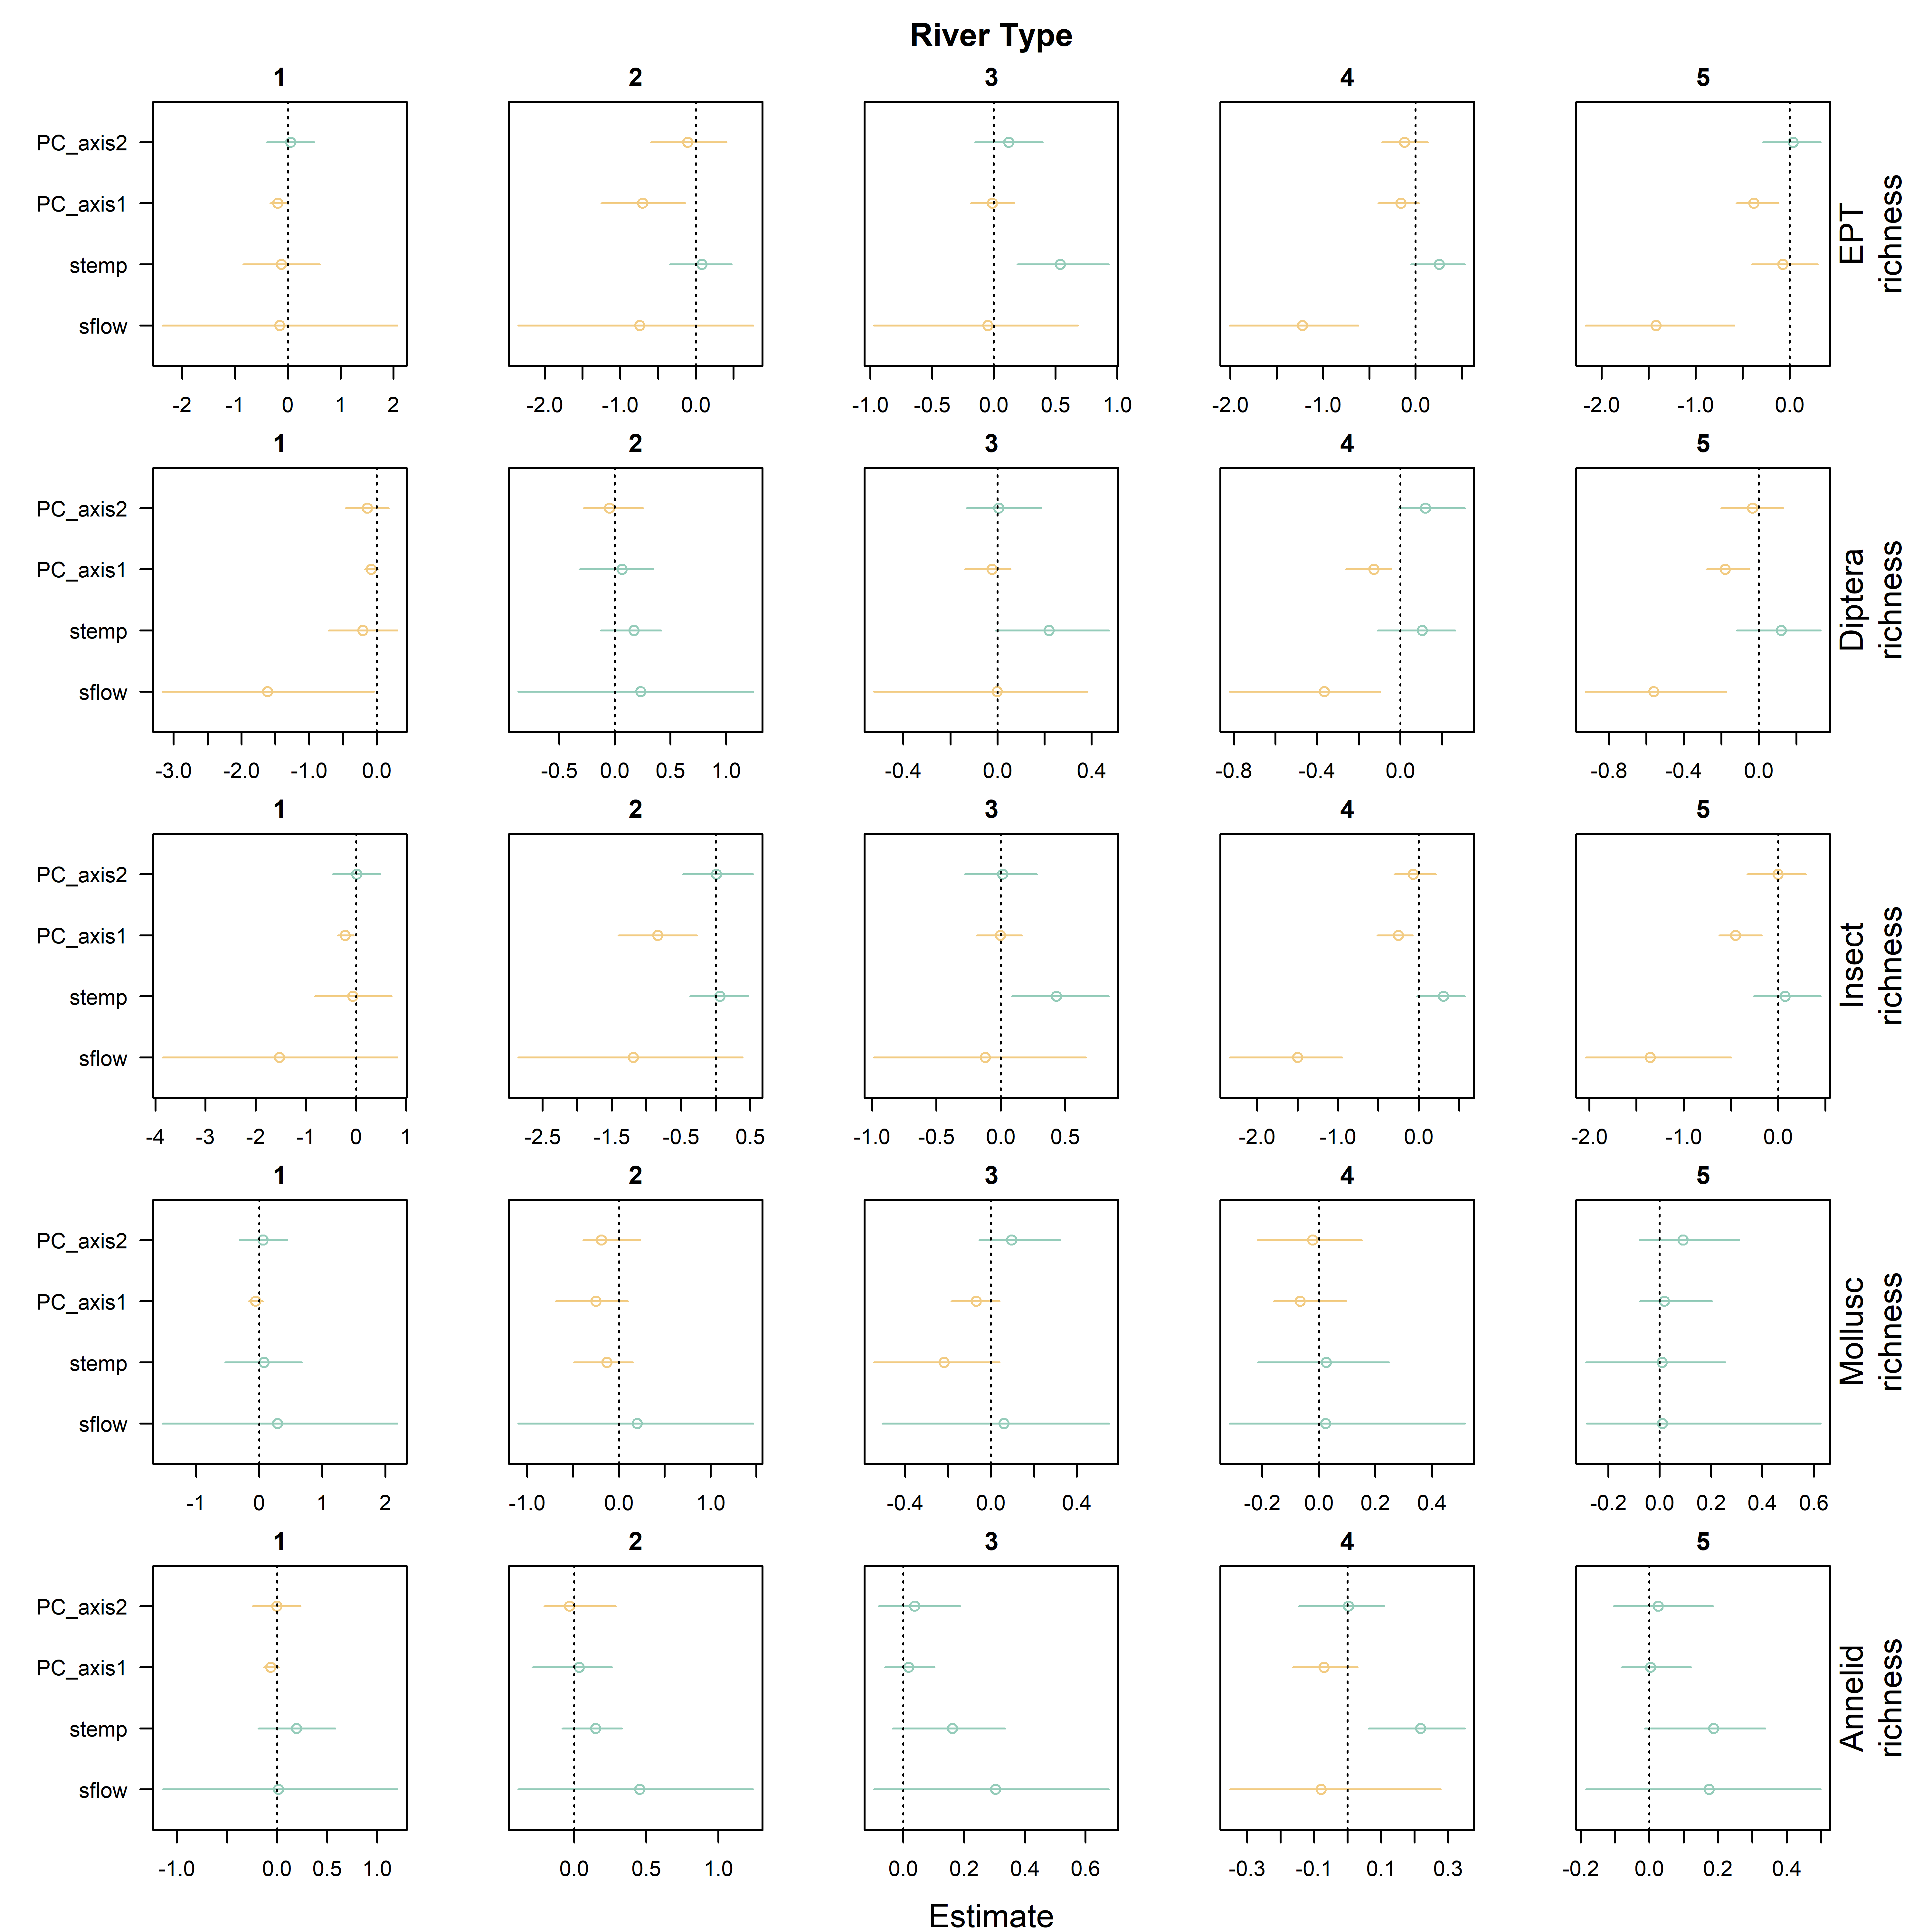 River Type
1 2 3 4 5
PC_axis2
PC_axis1
stemp
sflow
EPT
richness
-2 -1 0 1 2 -2.0 -1.0 0.0 -1.0 -0.5 0.0 0.5 1.0 -2.0 -1.0 0.0 -2.0 -1.0 0.0
1 2 3 4 5
PC_axis2
PC_axis1
stemp
sflow
Diptera
richness
-3.0 -2.0 -1.0 0.0 -0.5 0.0 0.5 1.0 -0.4 0.0 0.4 -0.8 -0.4 0.0 -0.8 -0.4 0.0
1 2 3 4 5
PC_axis2
PC_axis1
stemp
sflow
Insect
richness
-4 -3 -2 -1 0 1 -2.5 -1.5 -0.5 0.5 -1.0 -0.5 0.0 0.5 -2.0 -1.0 0.0 -2.0 -1.0 0.0
1 2 3 4 5
PC_axis2
PC_axis1
stemp
sflow
Mollusc
richness
-1 0 1 2 -1.0 0.0 1.0 -0.4 0.0 0.4 -0.2 0.0 0.2 0.4 -0.2 0.0 0.2 0.4 0.6
1 2 3 4 5
PC_axis2
PC_axis1
stemp
sflow
Annelid
richness
-1.0 0.0 0.5 1.0 0.0 0.5 1.0 0.0 0.2 0.4 0.6 -0.3 -0.1 0.1 0.3 -0.2 0.0 0.2 0.4
Estimate